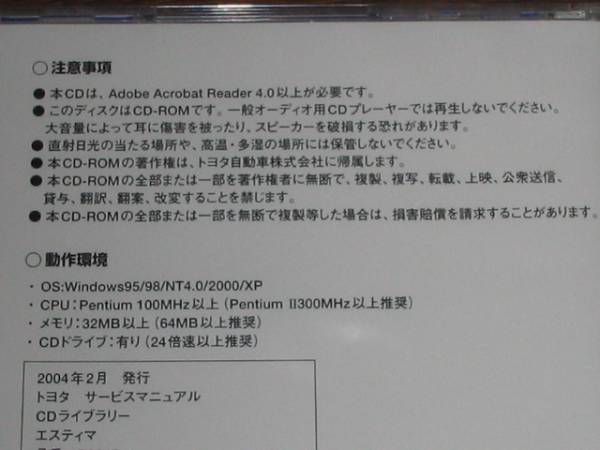 ○ 注意事項
● 本CDは、Adobe Acrobat Reader 4.0以上が必要です。
● このディスクはCD-ROMです。一般オーディオ用CDプレーヤーでは再生しないでください。
大音量によって耳に傷害を被ったり、スピーカーを破損する恐れがあります。
● 直射日光の当たる場所や、高温・多湿の場所には保管しないでください。
● 本CD-ROMの著作権は、トヨタ自動車株式会社に帰属します。
● 本CD-ROMの全部または一部を著作権者に無断で、複製、複写、転載、上映、公衆送信、
貸与、翻訳、翻案、改変することを禁じます。
● 本CD-ROMの全部または一部を無断で複製等した場合は、損害賠償を請求することがあります。
○ 動作環境
・ OS:Windows95/98/NT4.0/2000/XP
・ CPU:Pentium 100MHz以上(Pentium II300MHz以上推奨)
・ メモリ:32MB以上(64MB以上推奨)
・ CDドライブ:有り(24倍速以上推奨)
2004年2月 発行
トヨタ サービスマニュアル
CDライブラリー
エスティマ